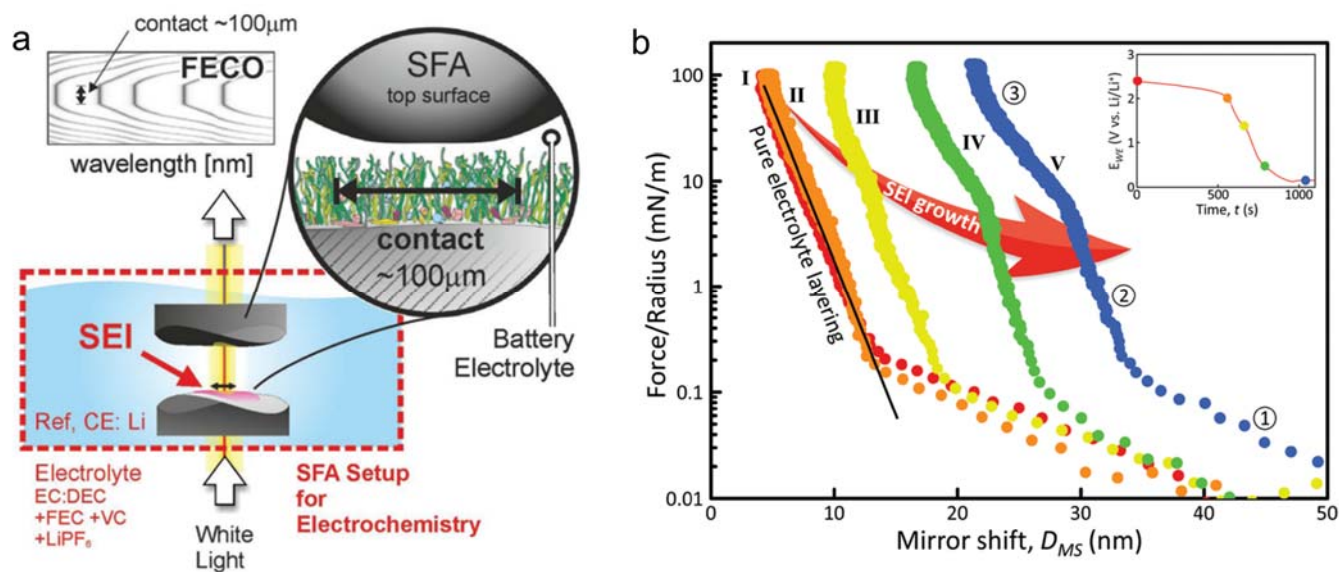 a
contact ~100μm
FECO
wavelength [nm]
SFA
top surface
contact
~100μm
Battery
Electrolyte
SEI
Ref, CE: Li
Electrolyte
EC:DEC
+FEC +VC
+LiPF₆
White
Light
SFA Setup
for
Electrochemistry
b
Force/Radius (mN/m)
100
10
1
0.1
0.01
0
10
20
30
40
50
Mirror shift, D_MS (nm)
I
II
III
IV
V
Pure electrolyte layering
SEI growth
③
②
①
E_WE (V vs. Li/Li⁺)
3
2
1
0
0
500
1000
Time, t (s)